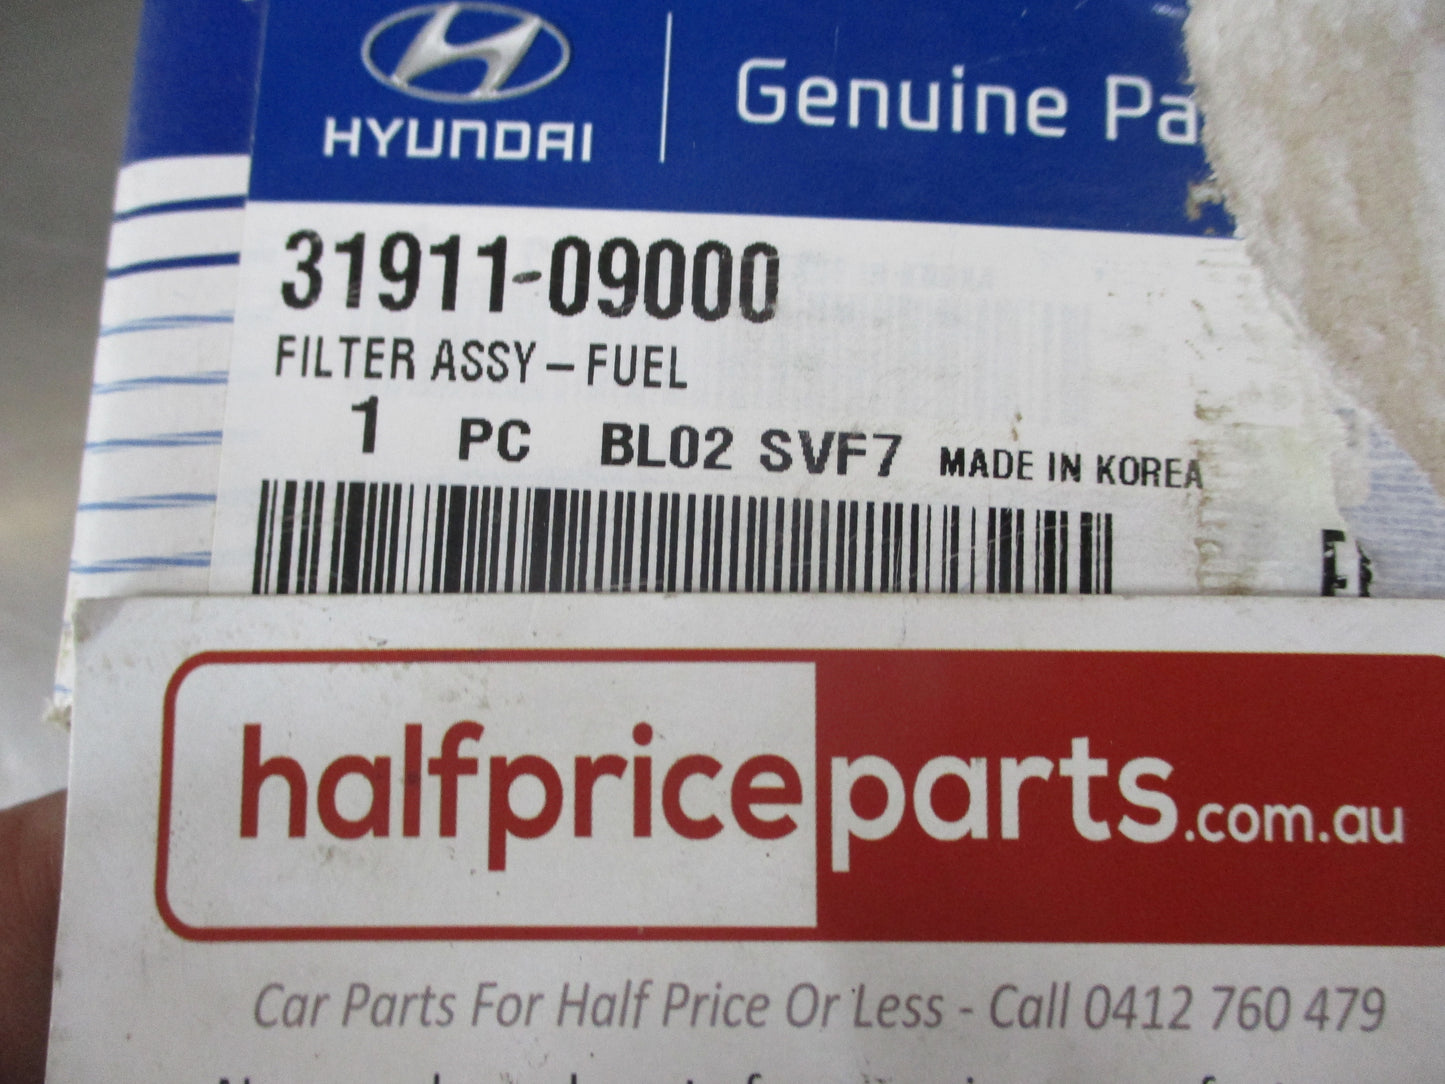 HYUNDAI
Genuine
31911-09000
FILTER ASSY - FUEL
1 PC BL02 SVF7 MADE IN KOREA
halfpriceparts.com.au
Car Parts For Half Price Or Less - Call 0412 760 479